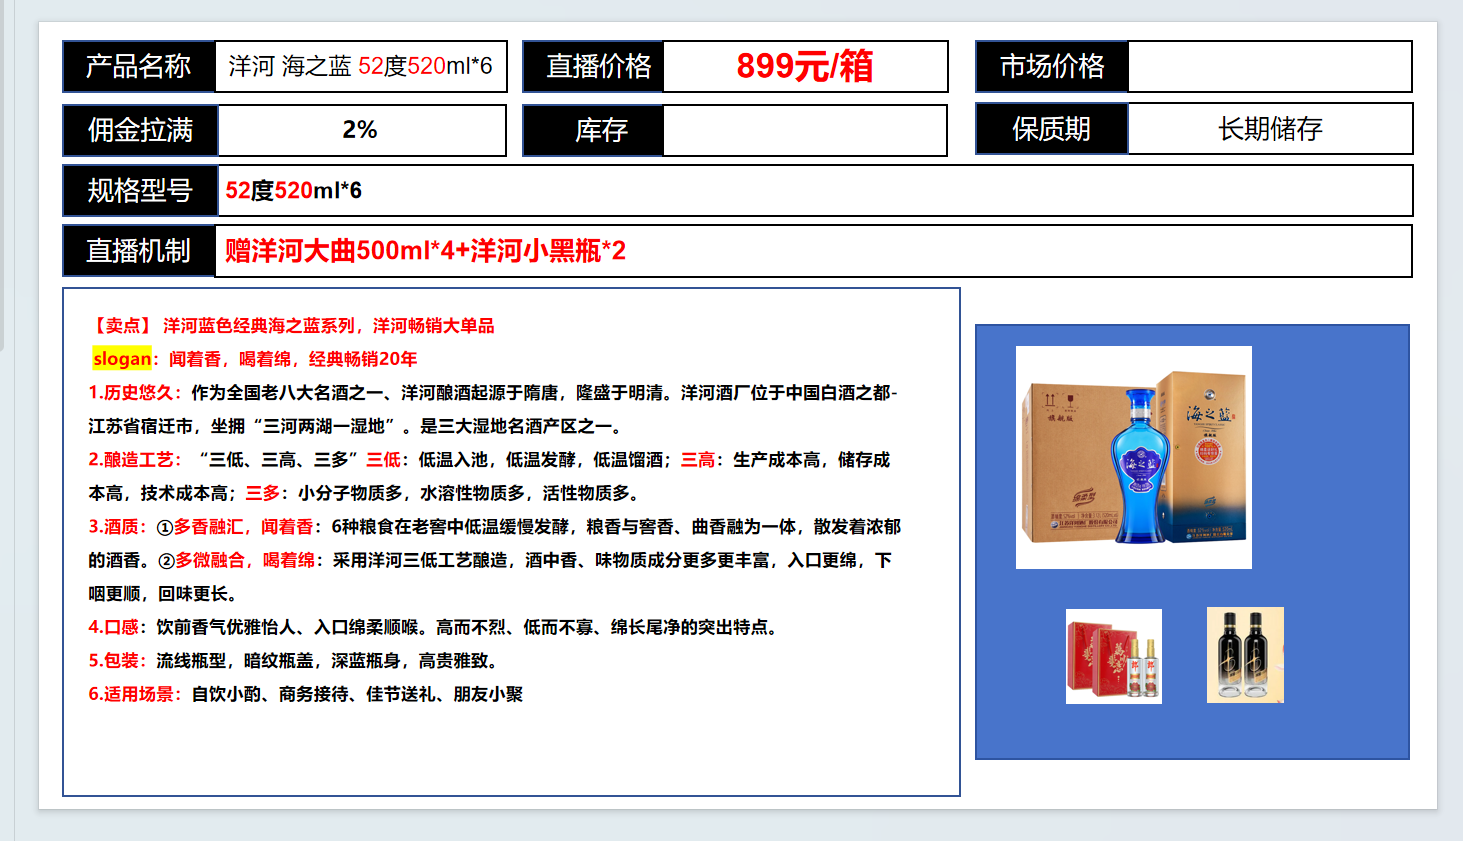 产品名称 洋河 海之蓝 52度520ml*6 直播价格 899元/箱 市场价格
佣金拉满 2% 库存 保质期 长期储存
规格型号 52度520ml*6
直播机制 赠洋河大曲500ml*4+洋河小黑瓶*2
【卖点】 洋河蓝色经典海之蓝系列，洋河畅销大单品
slogan：闻着香，喝着绵，经典畅销20年
1.历史悠久：作为全国老八大名酒之一、洋河酿酒起源于隋唐，隆盛于明清。洋河酒厂位于中国白酒之都-
江苏省宿迁市，坐拥“三河两湖一湿地”。是三大湿地名酒产区之一。
2.酿造工艺：“三低、三高、三多”三低：低温入池，低温发酵，低温馏酒；三高：生产成本高，储存成
本高，技术成本高；三多：小分子物质多，水溶性物质多，活性物质多。
3.酒质：①多香融汇，闻着香：6种粮食在老窖中低温缓慢发酵，粮香与窖香、曲香融为一体，散发着浓郁
的酒香。②多微融合，喝着绵：采用洋河三低工艺酿造，酒中香、味物质成分更多更丰富，入口更绵，下
咽更顺，回味更长。
4.口感：饮前香气优雅怡人、入口绵柔顺喉。高而不烈、低而不寡、绵长尾净的突出特点。
5.包装：流线瓶型，暗纹瓶盖，深蓝瓶身，高贵雅致。
6.适用场景：自饮小酌、商务接待、佳节送礼、朋友小聚
旗舰版
海之蓝
海之蓝